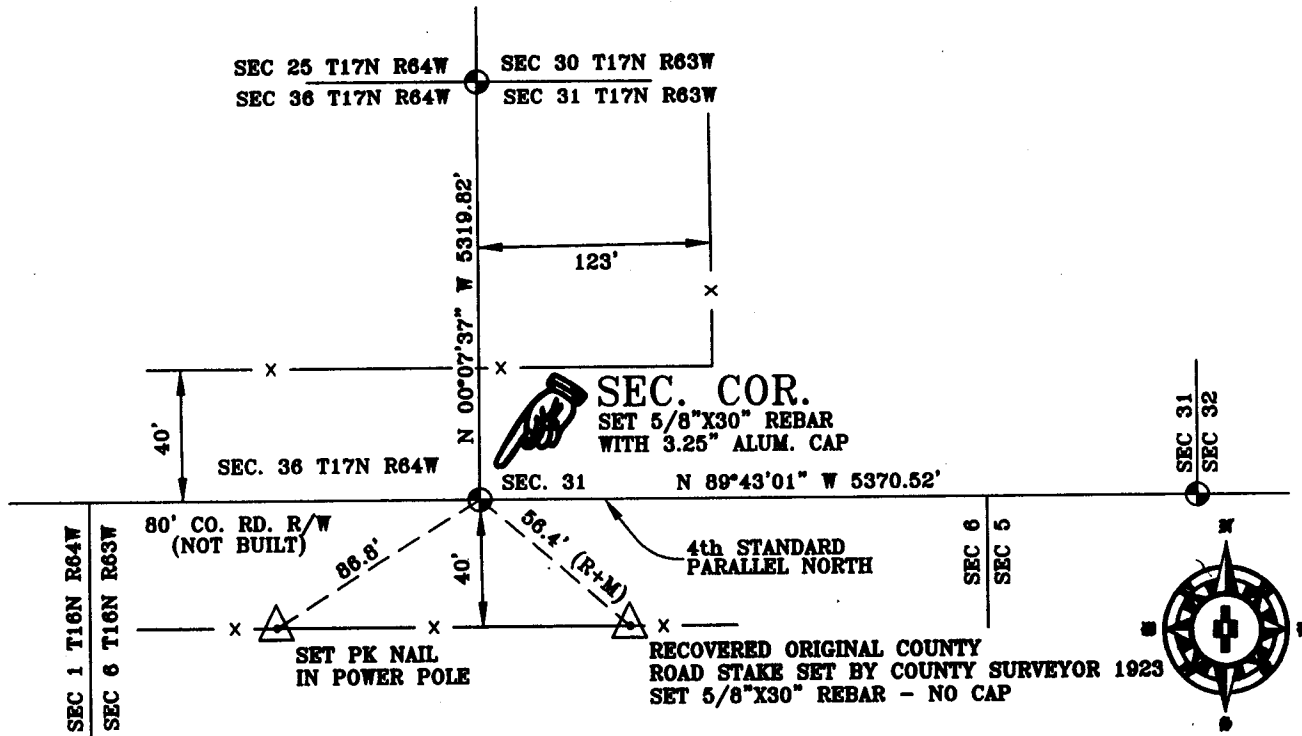 SEC 25 T17N R64W
SEC 30 T17N R63W
SEC 36 T17N R64W
SEC 31 T17N R63W
N 00°07'37" W 5319.82'
123'
X
X
X
40'
SEC. COR.
SET 5/8"X30" REBAR
WITH 3.25" ALUM. CAP
SEC. 36 T17N R64W
SEC. 31
N 89°43'01" W 5370.52'
SEC 31
SEC 32
80' CO. RD. R/W
(NOT BUILT)
86.8'
40'
56.4' (R+M)
4th STANDARD
PARALLEL NORTH
SEC 6
SEC 5
SEC 1 T16N R64W
SEC 6 T16N R63W
X
X
X
SET PK NAIL
IN POWER POLE
RECOVERED ORIGINAL COUNTY
ROAD STAKE SET BY COUNTY SURVEYOR 1923
SET 5/8"X30" REBAR - NO CAP
N
S